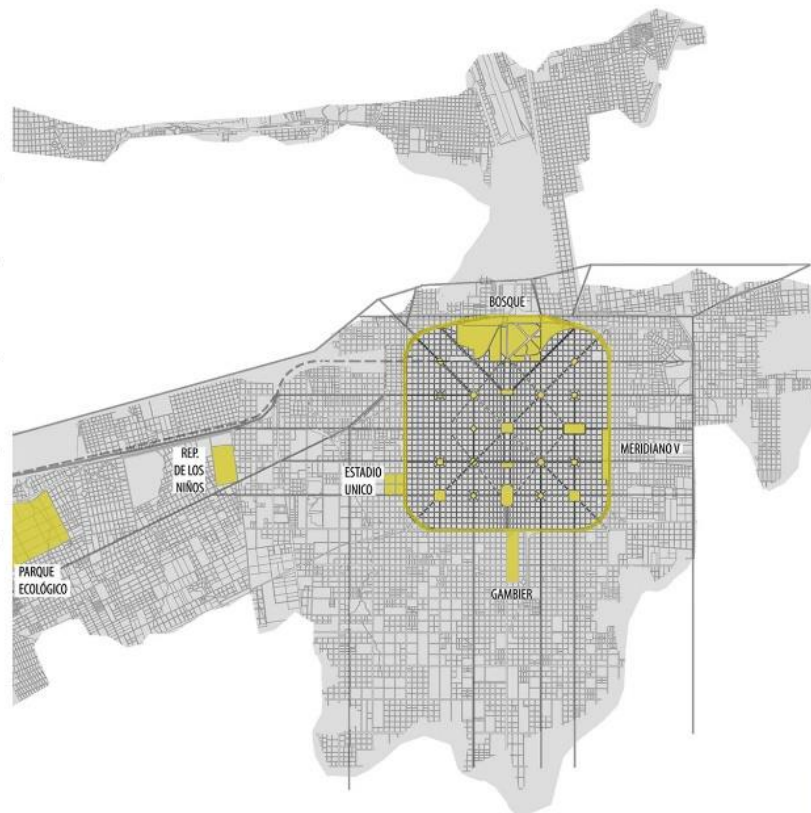 BOSQUE
MERIDIANO V
REP.
DE LOS
NIÑOS
ESTADIO
UNICO
PARQUE
ECOLÓGICO
GAMBIER